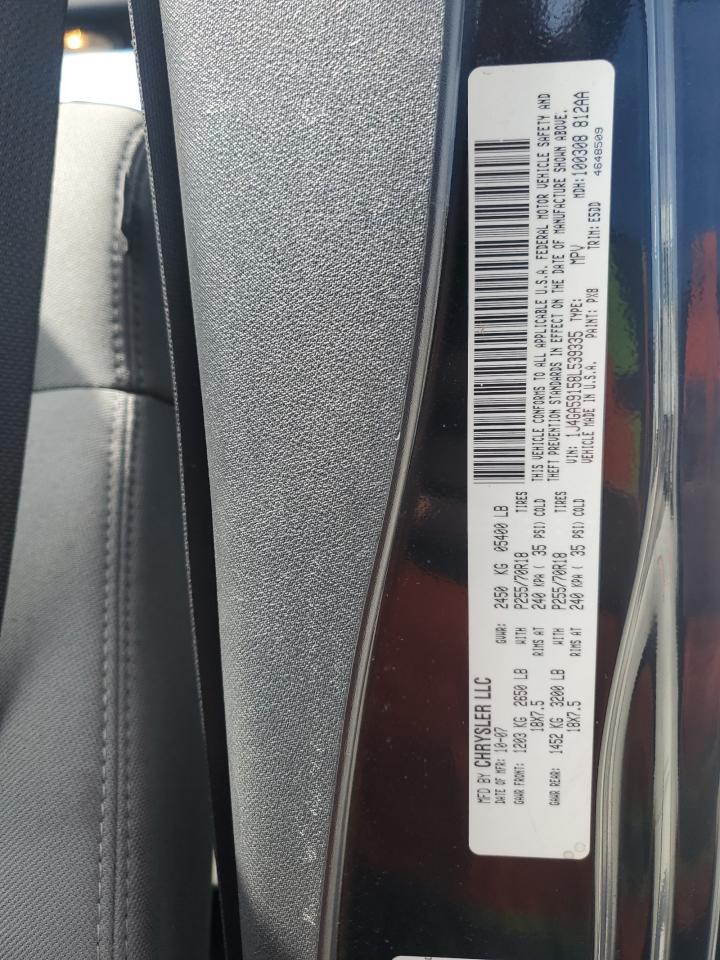 MFD BY CHRYSLER LLC
DATE OF MFR: 10-07 GVWR: 2450 KG 05400 LB
GAWR FRONT: 1203 KG 2650 LB WITH P255/70R18 TIRES
18X7.5 RIMS AT 240 KPA ( 35 PSI) COLD
GAWR REAR: 1452 KG 3200 LB WITH P255/70R18 TIRES
18X7.5 RIMS AT 240 KPA ( 35 PSI) COLD
THIS VEHICLE CONFORMS TO ALL APPLICABLE U.S.A. FEDERAL MOTOR VEHICLE SAFETY AND
THEFT PREVENTION STANDARDS IN EFFECT ON THE DATE OF MANUFACTURE SHOWN ABOVE.
VIN: 1J4GA59158L539335 TYPE: MPV MDH: 100308 812AA
VEHICLE MADE IN U.S.A. PAINT: PX8 TRIM: E5DD 4648509